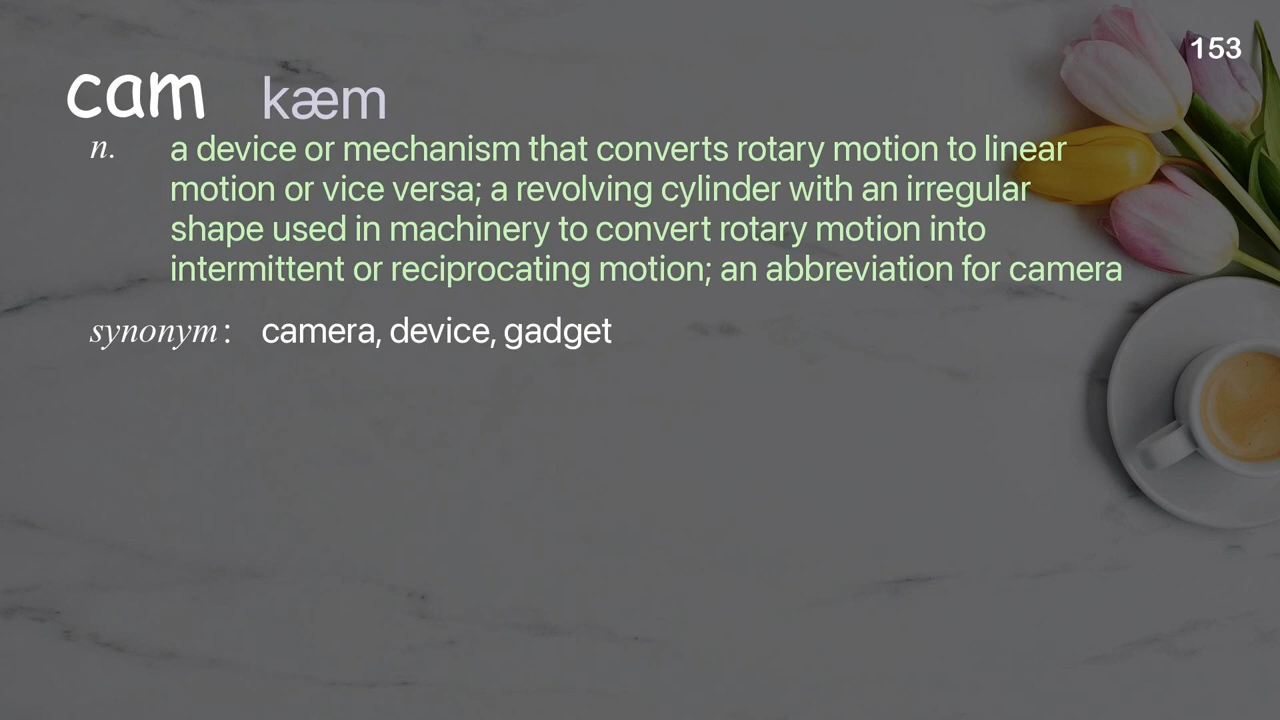 153
cam kæm
n. a device or mechanism that converts rotary motion to linear
motion or vice versa; a revolving cylinder with an irregular
shape used in machinery to convert rotary motion into
intermittent or reciprocating motion; an abbreviation for camera
synonym: camera, device, gadget